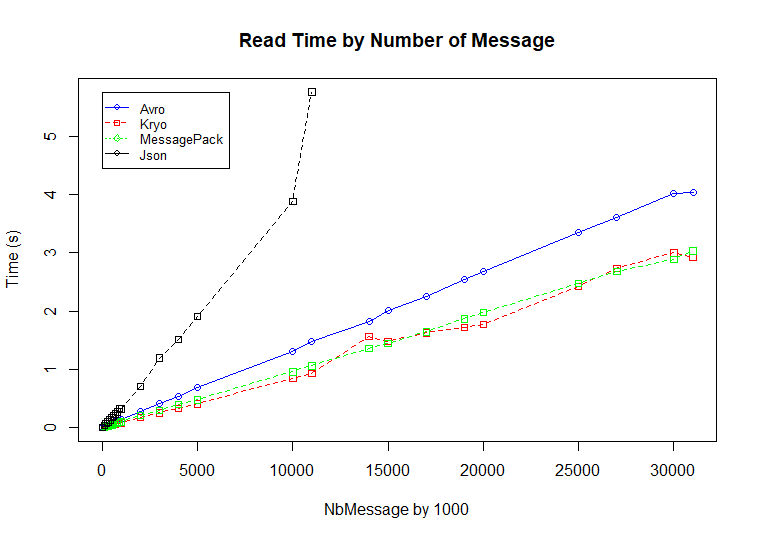 Read Time by Number of Message
Avro
Kryo
MessagePack
Json
Time (s)
5
4
3
2
1
0
0 5000 10000 15000 20000 25000 30000
NbMessage by 1000